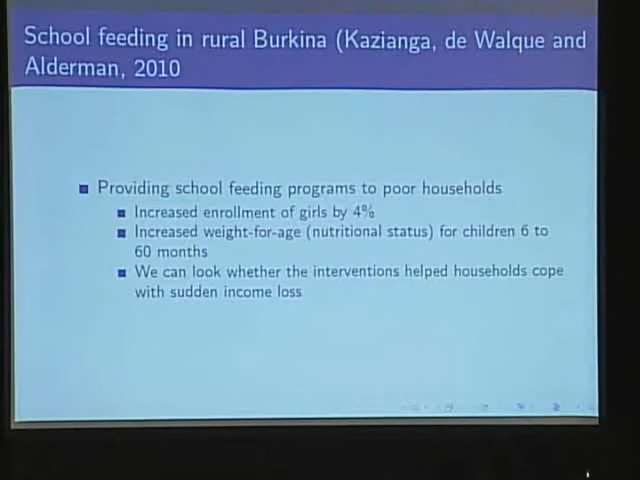 School feeding in rural Burkina (Kazianga, de Walque and
Alderman, 2010
Providing school feeding programs to poor households
Increased enrollment of girls by 4%
Increased weight-for-age (nutritional status) for children 6 to
60 months
We can look whether the interventions helped households cope
with sudden income loss